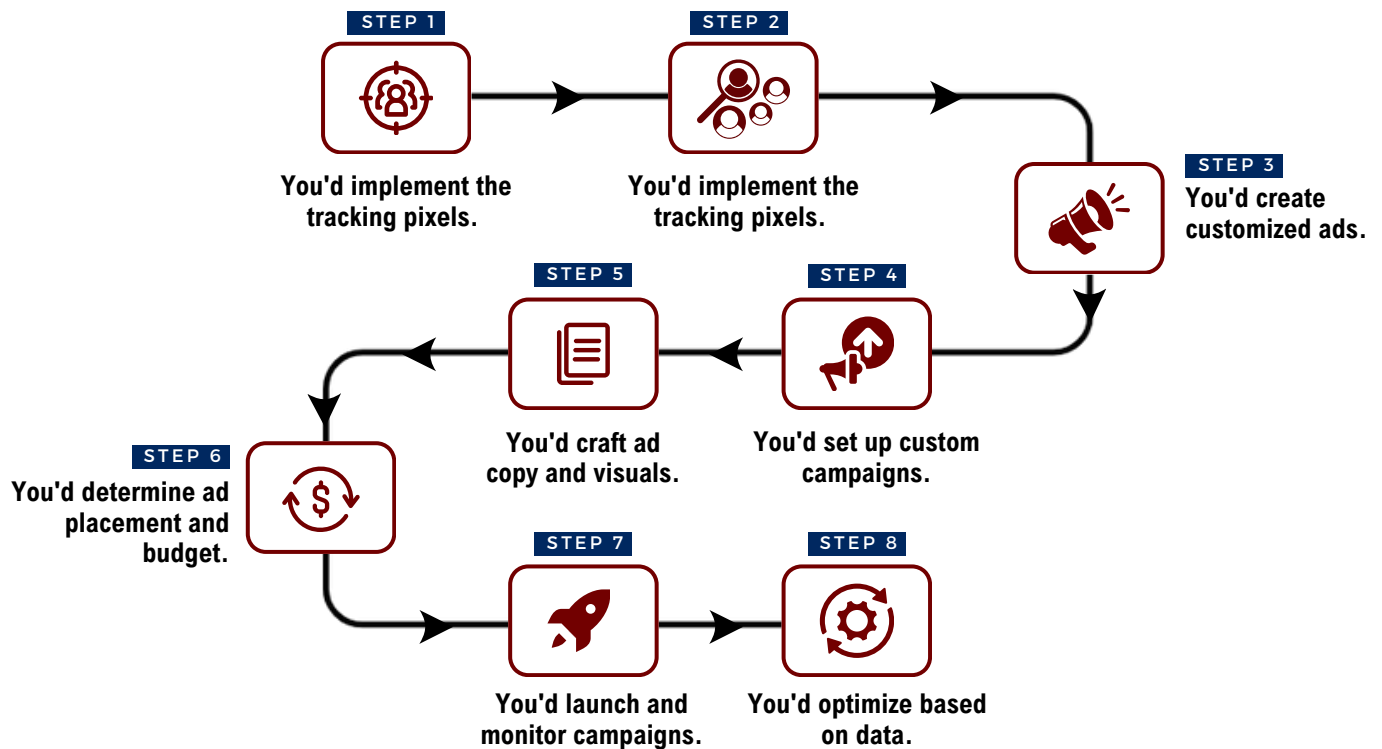 STEP 1
You'd implement the
tracking pixels.
STEP 2
You'd implement the
tracking pixels.
STEP 3
You'd create
customized ads.
STEP 4
You'd set up custom
campaigns.
STEP 5
You'd craft ad
copy and visuals.
STEP 6
You'd determine ad
placement and
budget.
STEP 7
You'd launch and
monitor campaigns.
STEP 8
You'd optimize based
on data.